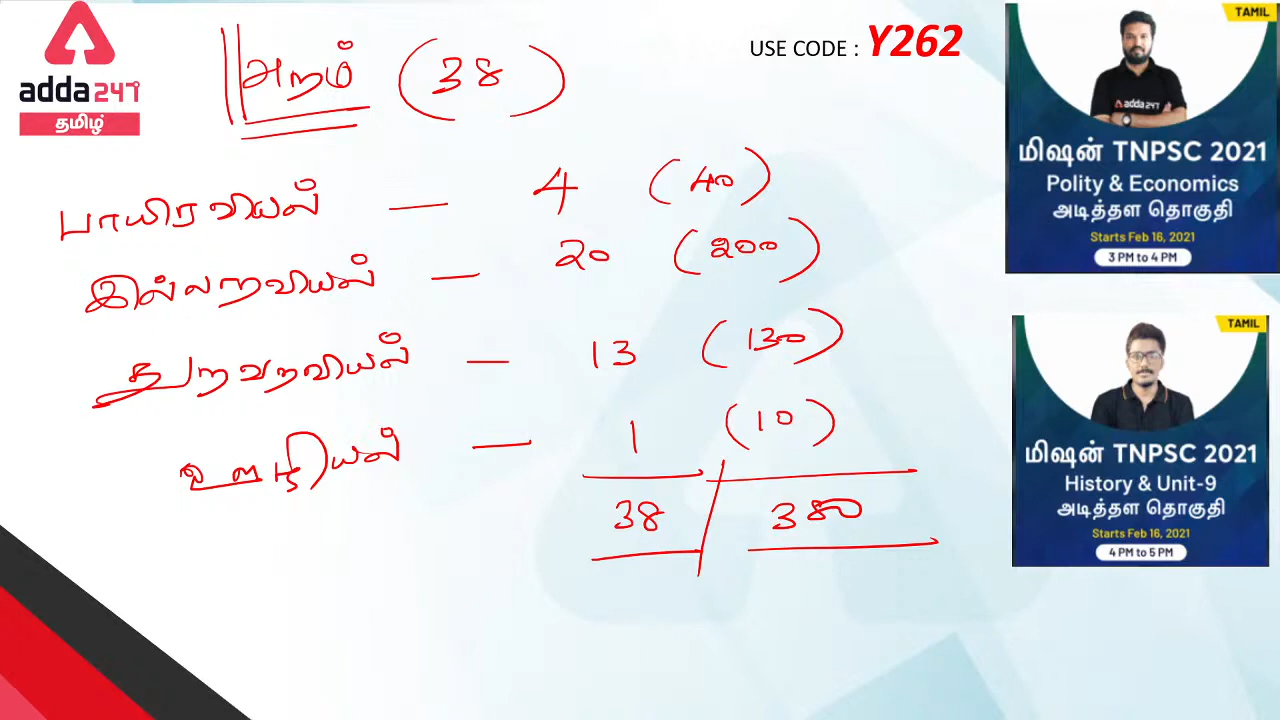 adda247
தமிழ்
அறம் (38)
USE CODE : Y262
பாயிரவியல் — 4 (40)
இல்லறவியல் — 20 (200)
துறவறவியல் — 13 (130)
ஊழியல் — 1 (10)
38 380
TAMIL
adda247
மிஷன் TNPSC 2021
Polity & Economics
அடித்தள தொகுதி
Starts Feb 16, 2021
3 PM to 4 PM
TAMIL
மிஷன் TNPSC 2021
History & Unit-9
அடித்தள தொகுதி
Starts Feb 16, 2021
4 PM to 5 PM